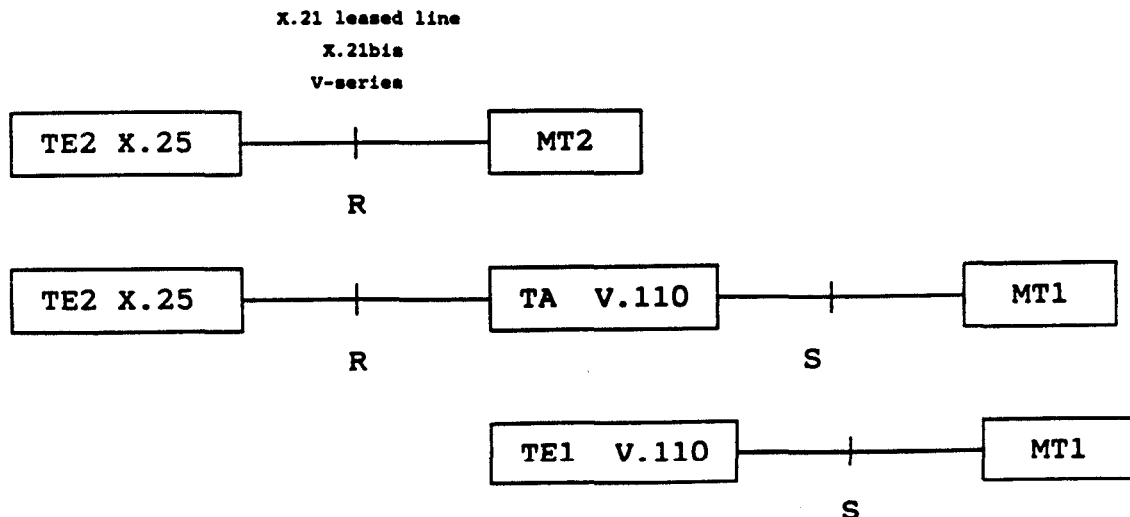 X.21 leased line
X.21bis
V-series
TE2 X.25
MT2
R
TE2 X.25
TA V.110
MT1
R
S
TE1 V.110
MT1
S